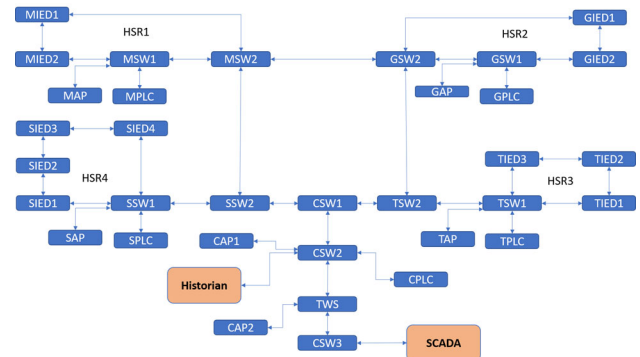 MIED1
HSR1
HSR2
GIED1
MIED2
MSW1
MSW2
GSW2
GSW1
GIED2
MAP
MPLC
GAP
GPLC
SIED3
SIED4
SIED2
TIED3
TIED2
HSR4
HSR3
SIED1
SSW1
SSW2
CSW1
TSW2
TSW1
TIED1
SAP
SPLC
CAP1
TAP
TPLC
CSW2
Historian
CPLC
TWS
CAP2
CSW3
SCADA